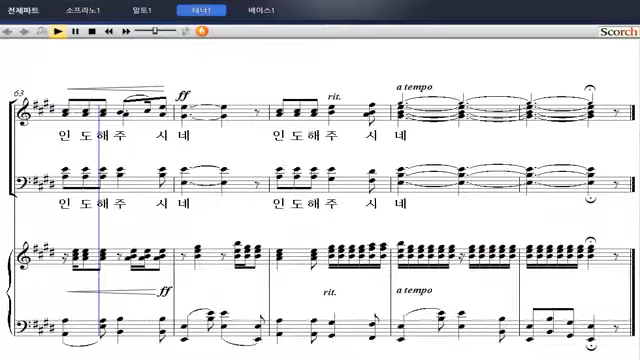 전체파트 소프라노1 알토1 테너1 베이스1
Scorch
63 ff rit. a tempo
인 도 해 주 시 네 인 도 해 주 시 네
인 도 해 주 시 네 인 도 해 주 시 네
ff rit. a tempo